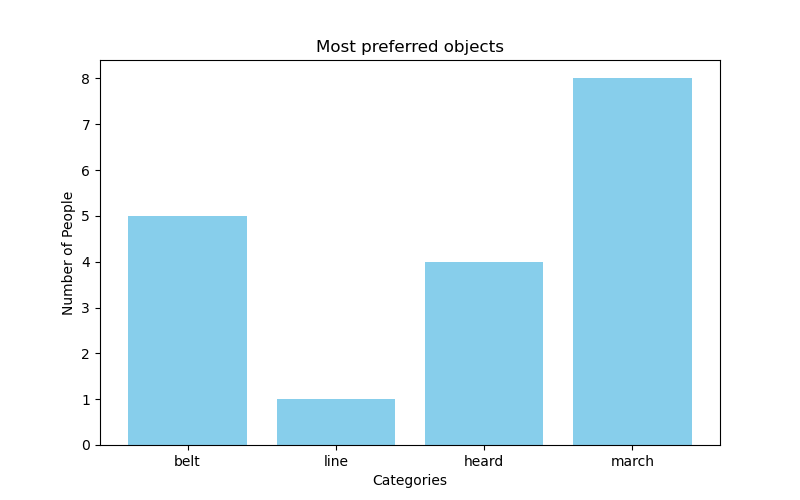 Most preferred objects
Number of People
8
7
6
5
4
3
2
1
0
belt line heard march
Categories